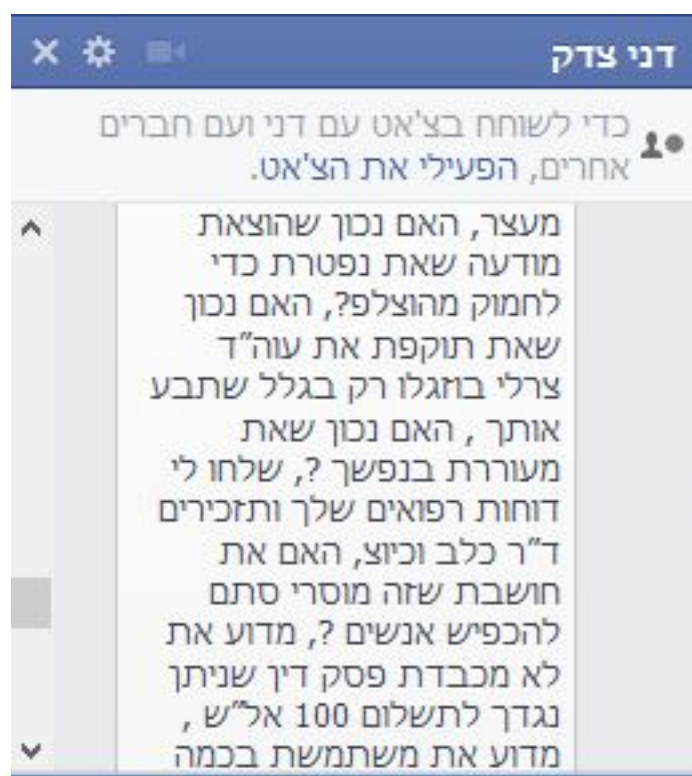 דני צדק
כדי לשוחח בצ'אט עם דני ועם חברים
אחרים, הפעילי את הצ'אט.
מעצר, האם נכון שהוצאת
מודעה שאת נפטרת כדי
לחמוק מהוצלפ?, האם נכון
שאת תוקפת את עוה"ד
צרלי בוזגלו רק בגלל שתבע
אותך , האם נכון שאת
מעוררת בנפשך ?, שלחו לי
דוחות רפואים שלך ותזכירים
ד"ר כלב וכיוצ, האם את
חושבת שזה מוסרי סתם
להכפיש אנשים ?, מדוע את
לא מכבדת פסק דין שניתן
נגדך לתשלום 100 אל"ש ,
מדוע את משתמשת בכמה